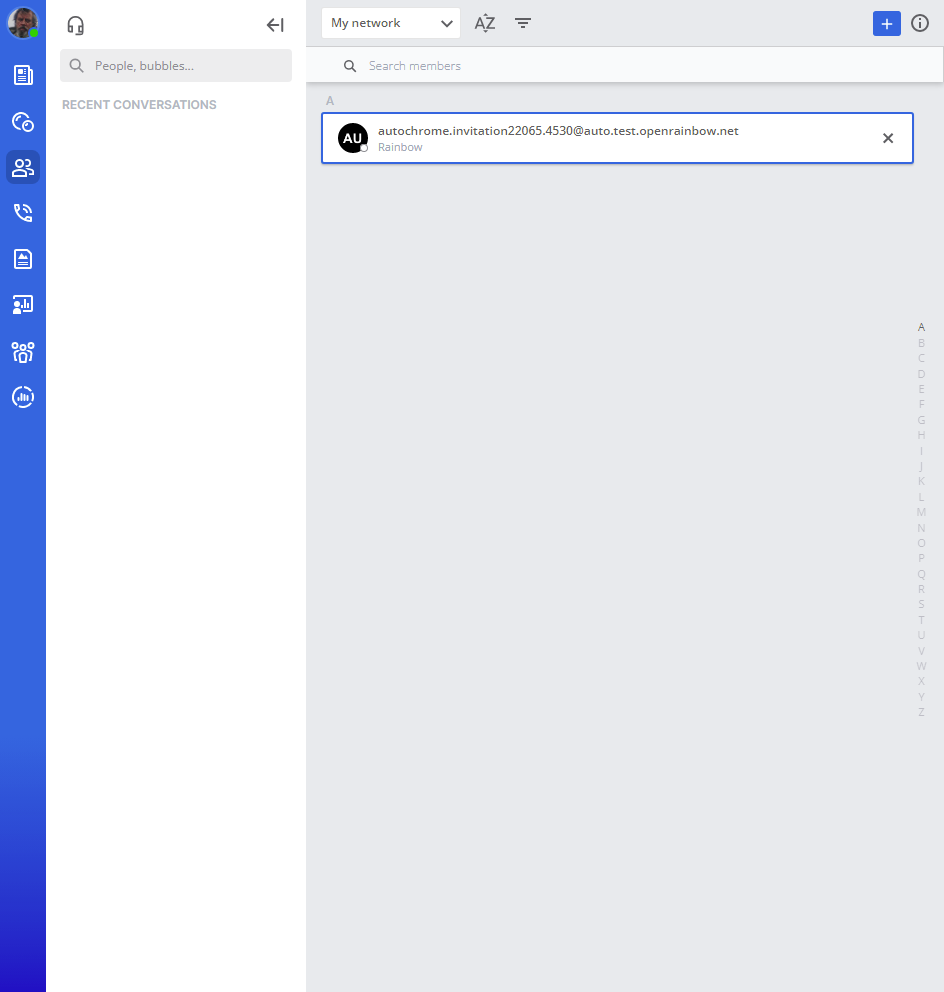 My network
AZ
People, bubbles...
Search members
RECENT CONVERSATIONS
A
AU
autochrome.invitation22065.4530@auto.test.openrainbow.net
Rainbow
A
B
C
D
E
F
G
H
I
J
K
L
M
N
O
P
Q
R
S
T
U
V
W
X
Y
Z